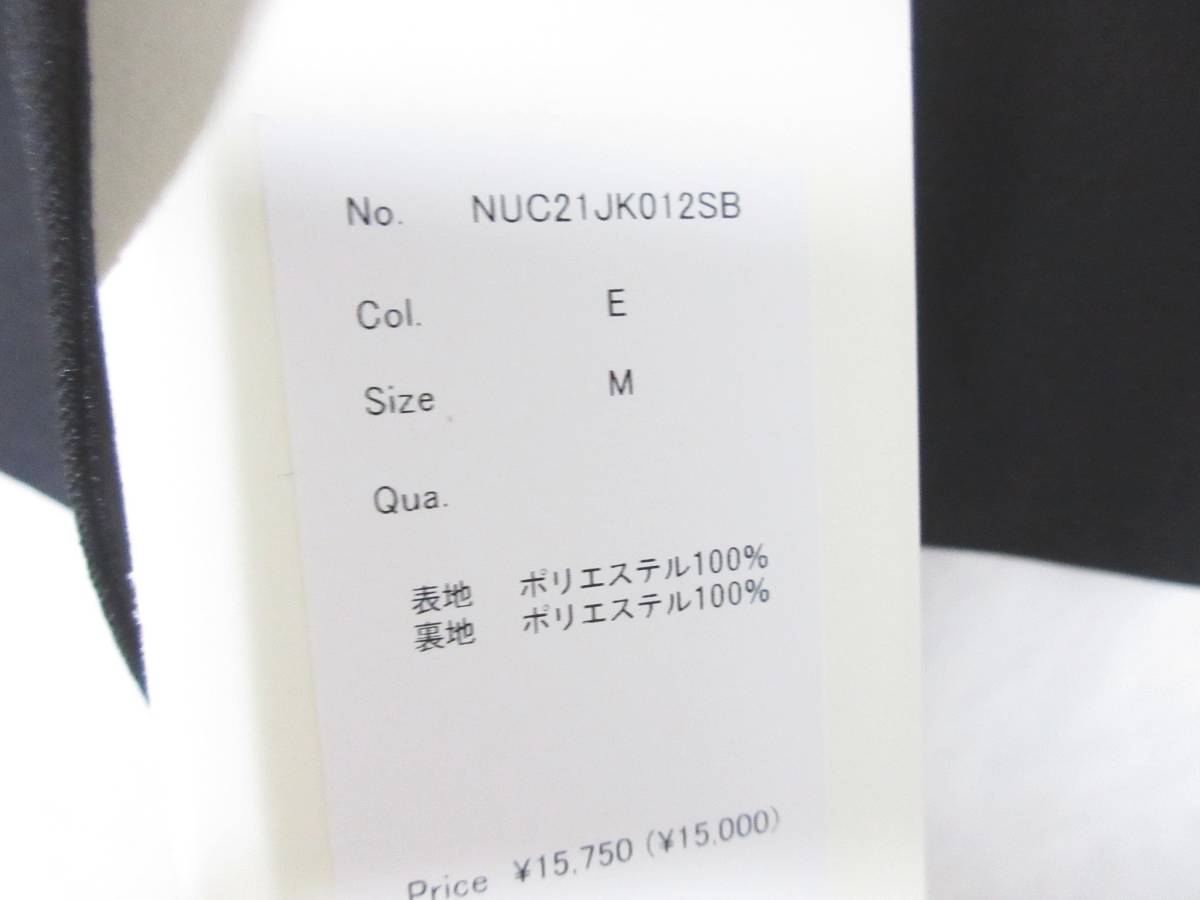 No. NUC21JK012SB
Col. E
Size M
Qua.
表地 ポリエステル100%
裏地 ポリエステル100%
Price ¥15,750 (¥15,000)